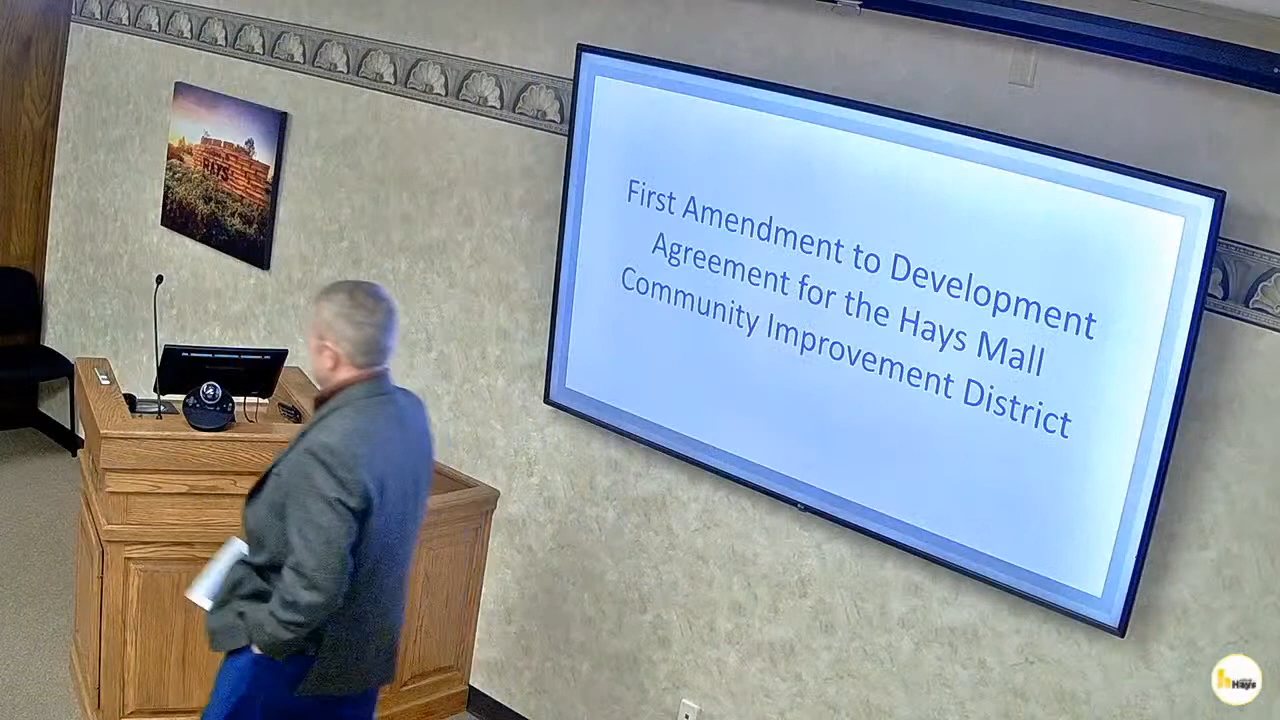 HAYS
First Amendment to Development
Agreement for the Hays Mall
Community Improvement District
Hays